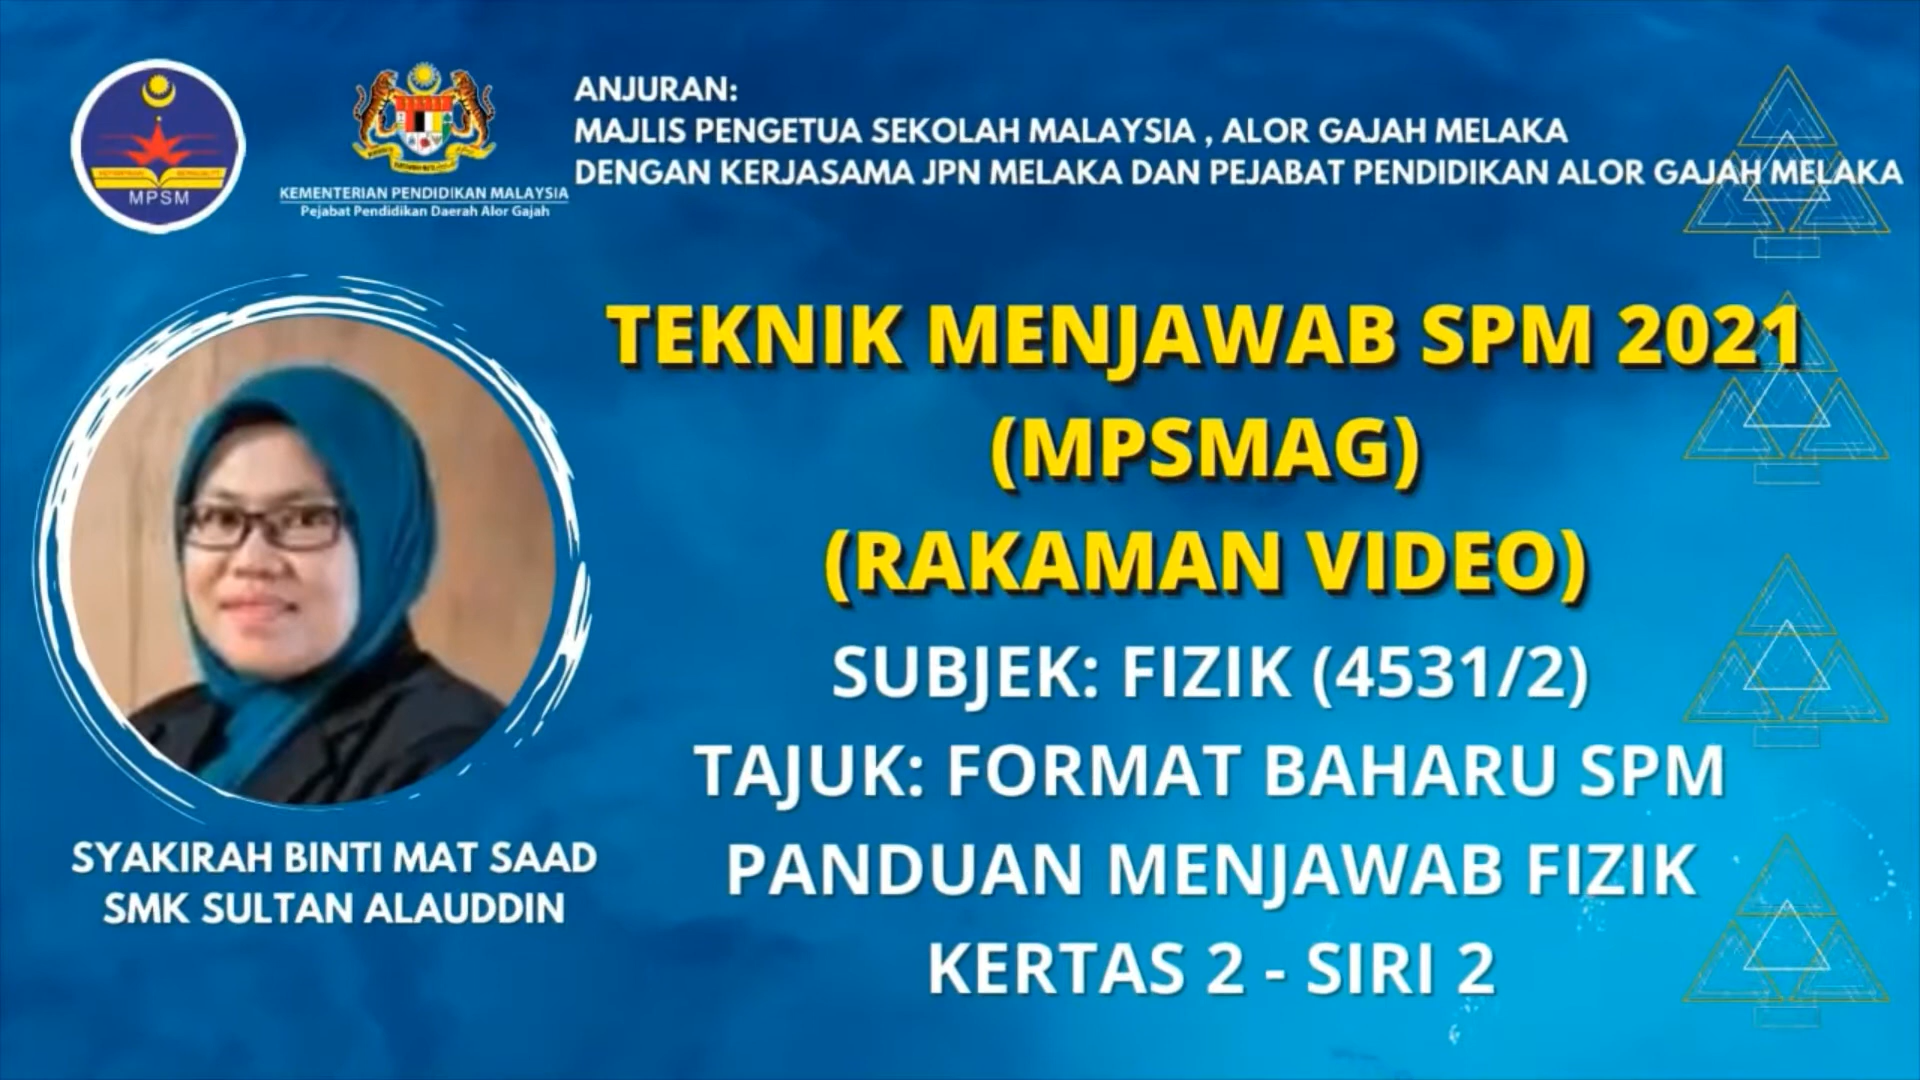 MPSM
KEMENTERIAN PENDIDIKAN MALAYSIA
Pejabat Pendidikan Daerah Alor Gajah
ANJURAN:
MAJLIS PENGETUA SEKOLAH MALAYSIA , ALOR GAJAH MELAKA
DENGAN KERJASAMA JPN MELAKA DAN PEJABAT PENDIDIKAN ALOR GAJAH MELAKA
TEKNIK MENJAWAB SPM 2021
(MPSMAG)
(RAKAMAN VIDEO)
SUBJEK: FIZIK (4531/2)
TAJUK: FORMAT BAHARU SPM
PANDUAN MENJAWAB FIZIK
KERTAS 2 - SIRI 2
SYAKIRAH BINTI MAT SAAD
SMK SULTAN ALAUDDIN